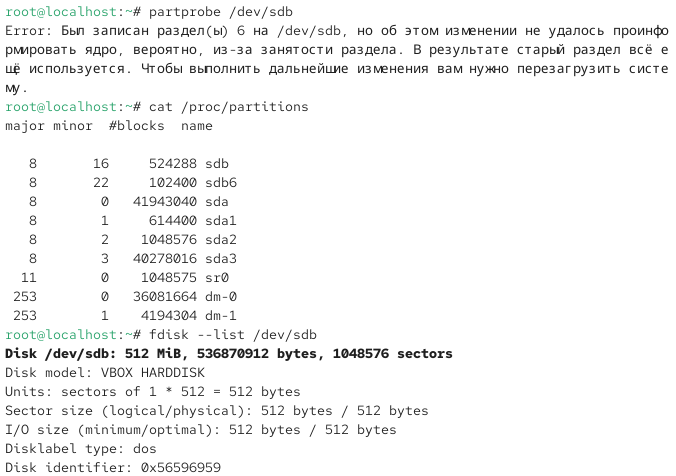 root@localhost:~# partprobe /dev/sdb
Error: Был записан раздел(ы) 6 на /dev/sdb, но об этом изменении не удалось проинфо
рмировать ядро, вероятно, из-за занятости раздела. В результате старый раздел всё е
щё используется. Чтобы выполнить дальнейшие изменения вам нужно перезагрузить систе
му.
root@localhost:~# cat /proc/partitions
major minor  #blocks  name
   8       16     524288 sdb
   8       22     102400 sdb6
   8        0   41943040 sda
   8        1     614400 sda1
   8        2    1048576 sda2
   8        3   40278016 sda3
  11        0    1048575 sr0
 253        0   36081664 dm-0
 253        1    4194304 dm-1
root@localhost:~# fdisk --list /dev/sdb
Disk /dev/sdb: 512 MiB, 536870912 bytes, 1048576 sectors
Disk model: VBOX HARDDISK
Units: sectors of 1 * 512 = 512 bytes
Sector size (logical/physical): 512 bytes / 512 bytes
I/O size (minimum/optimal): 512 bytes / 512 bytes
Disklabel type: dos
Disk identifier: 0x56596959